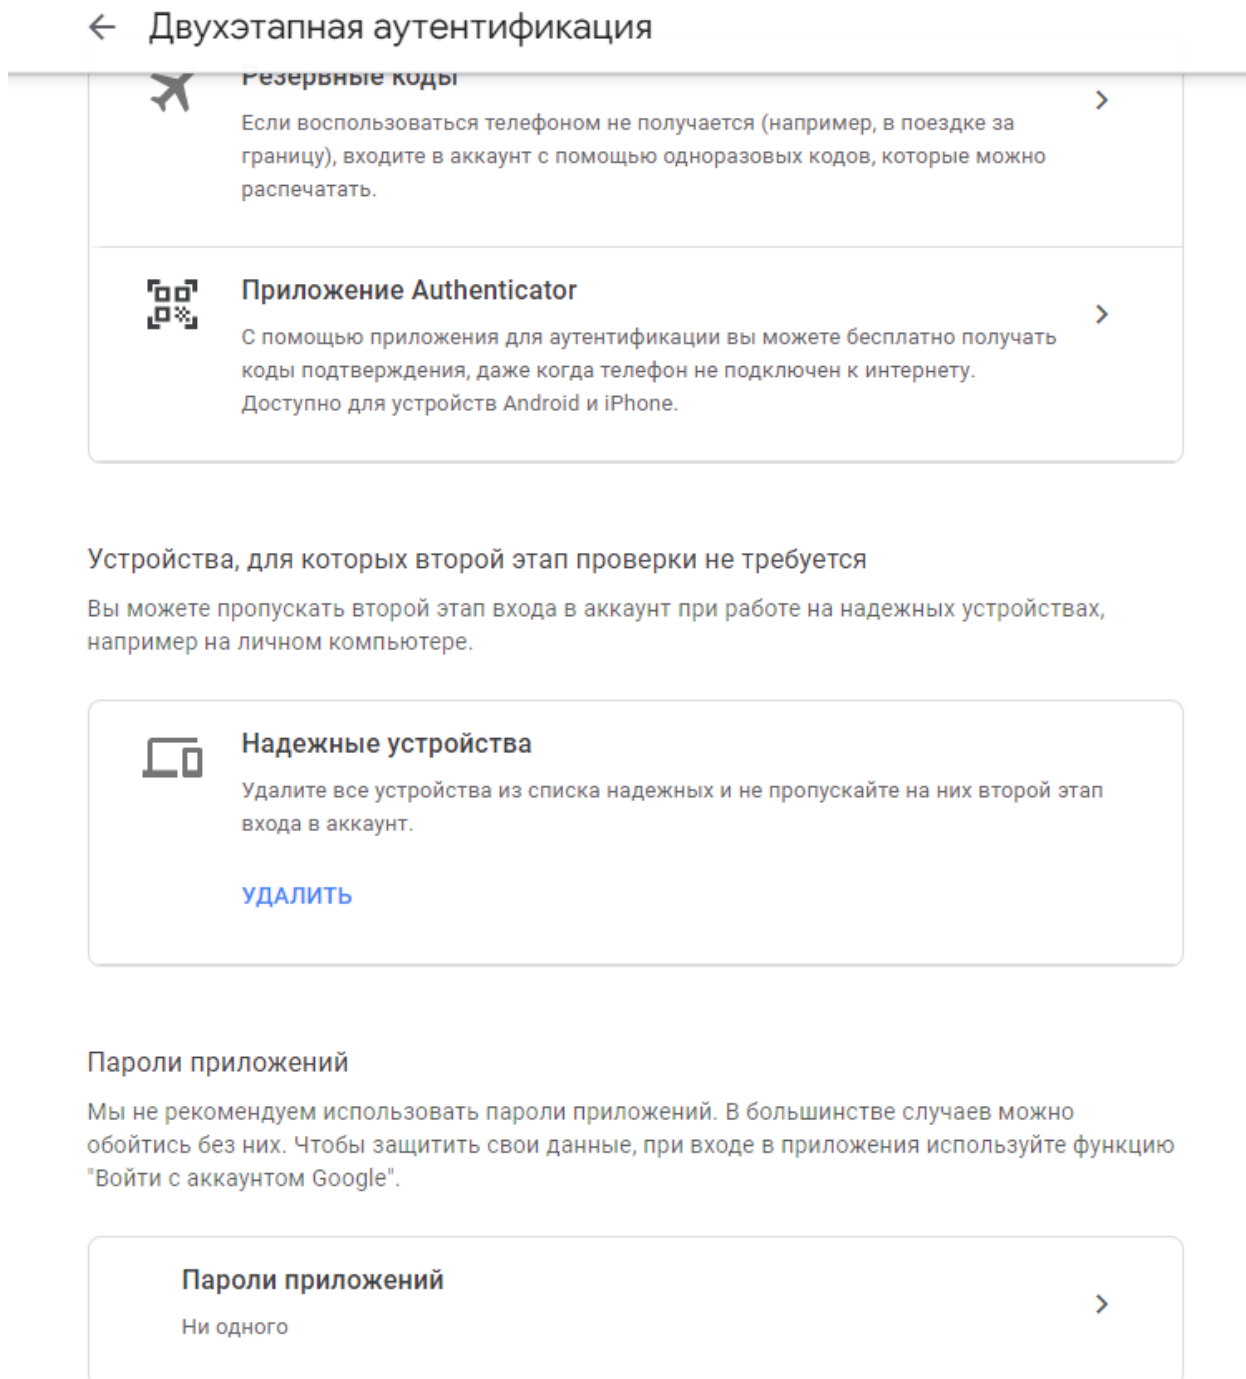 Двухэтапная аутентификация
Резервные коды
Если воспользоваться телефоном не получается (например, в поездке за
границу), входите в аккаунт с помощью одноразовых кодов, которые можно
распечатать.
Приложение Authenticator
С помощью приложения для аутентификации вы можете бесплатно получать
коды подтверждения, даже когда телефон не подключен к интернету.
Доступно для устройств Android и iPhone.
Устройства, для которых второй этап проверки не требуется
Вы можете пропускать второй этап входа в аккаунт при работе на надежных устройствах,
например на личном компьютере.
Надежные устройства
Удалите все устройства из списка надежных и не пропускайте на них второй этап
входа в аккаунт.
УДАЛИТЬ
Пароли приложений
Мы не рекомендуем использовать пароли приложений. В большинстве случаев можно
обойтись без них. Чтобы защитить свои данные, при входе в приложения используйте функцию
"Войти с аккаунтом Google".
Пароли приложений
Ни одного